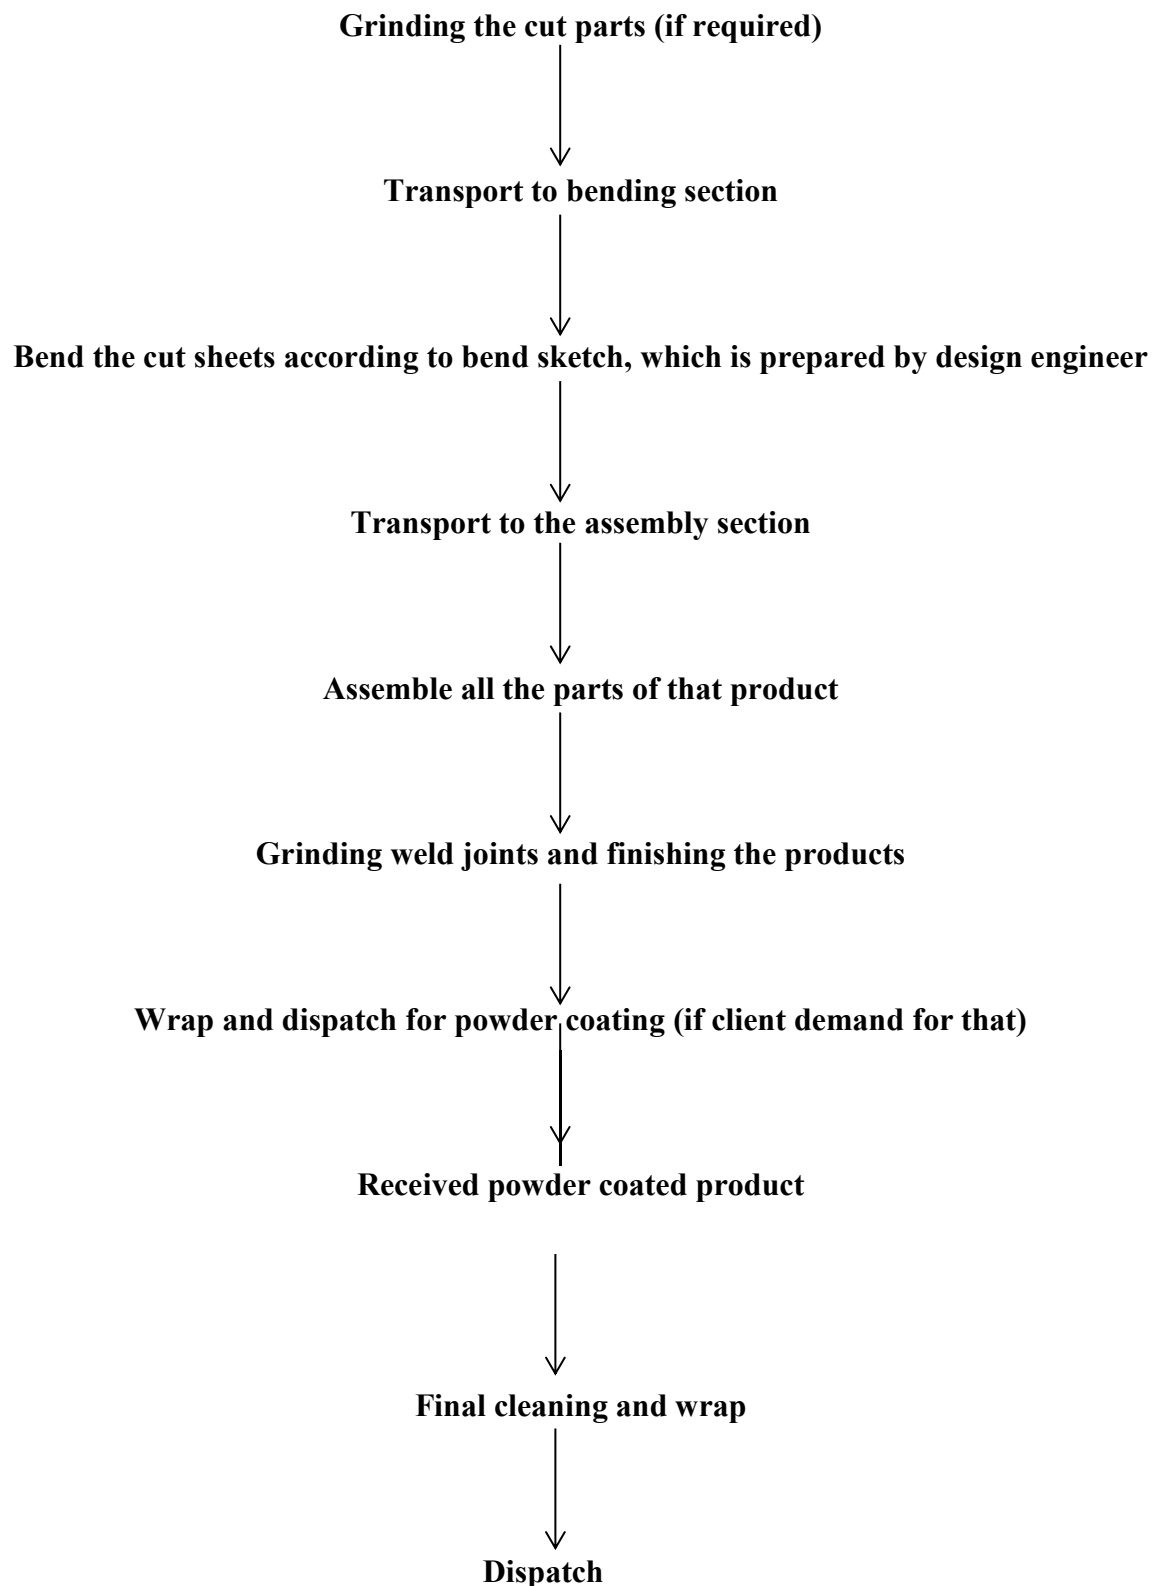 Grinding the cut parts (if required)
Transport to bending section
Bend the cut sheets according to bend sketch, which is prepared by design engineer
Transport to the assembly section
Assemble all the parts of that product
Grinding weld joints and finishing the products
Wrap and dispatch for powder coating (if client demand for that)
Received powder coated product
Final cleaning and wrap
Dispatch